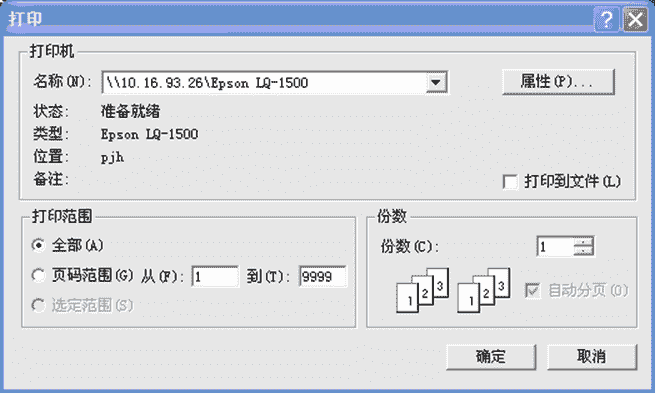 打印
打印机
名称(N): \\10.16.93.26\Epson LQ-1500 属性(P)...
状态: 准备就绪
类型: Epson LQ-1500
位置: pjh
备注: 打印到文件(L)
打印范围 份数
全部(A) 份数(C): 1
页码范围(G) 从(F): 1 到(T): 9999
选定范围(S)
1 2 3 1 2 3 自动分页(O)
确定 取消